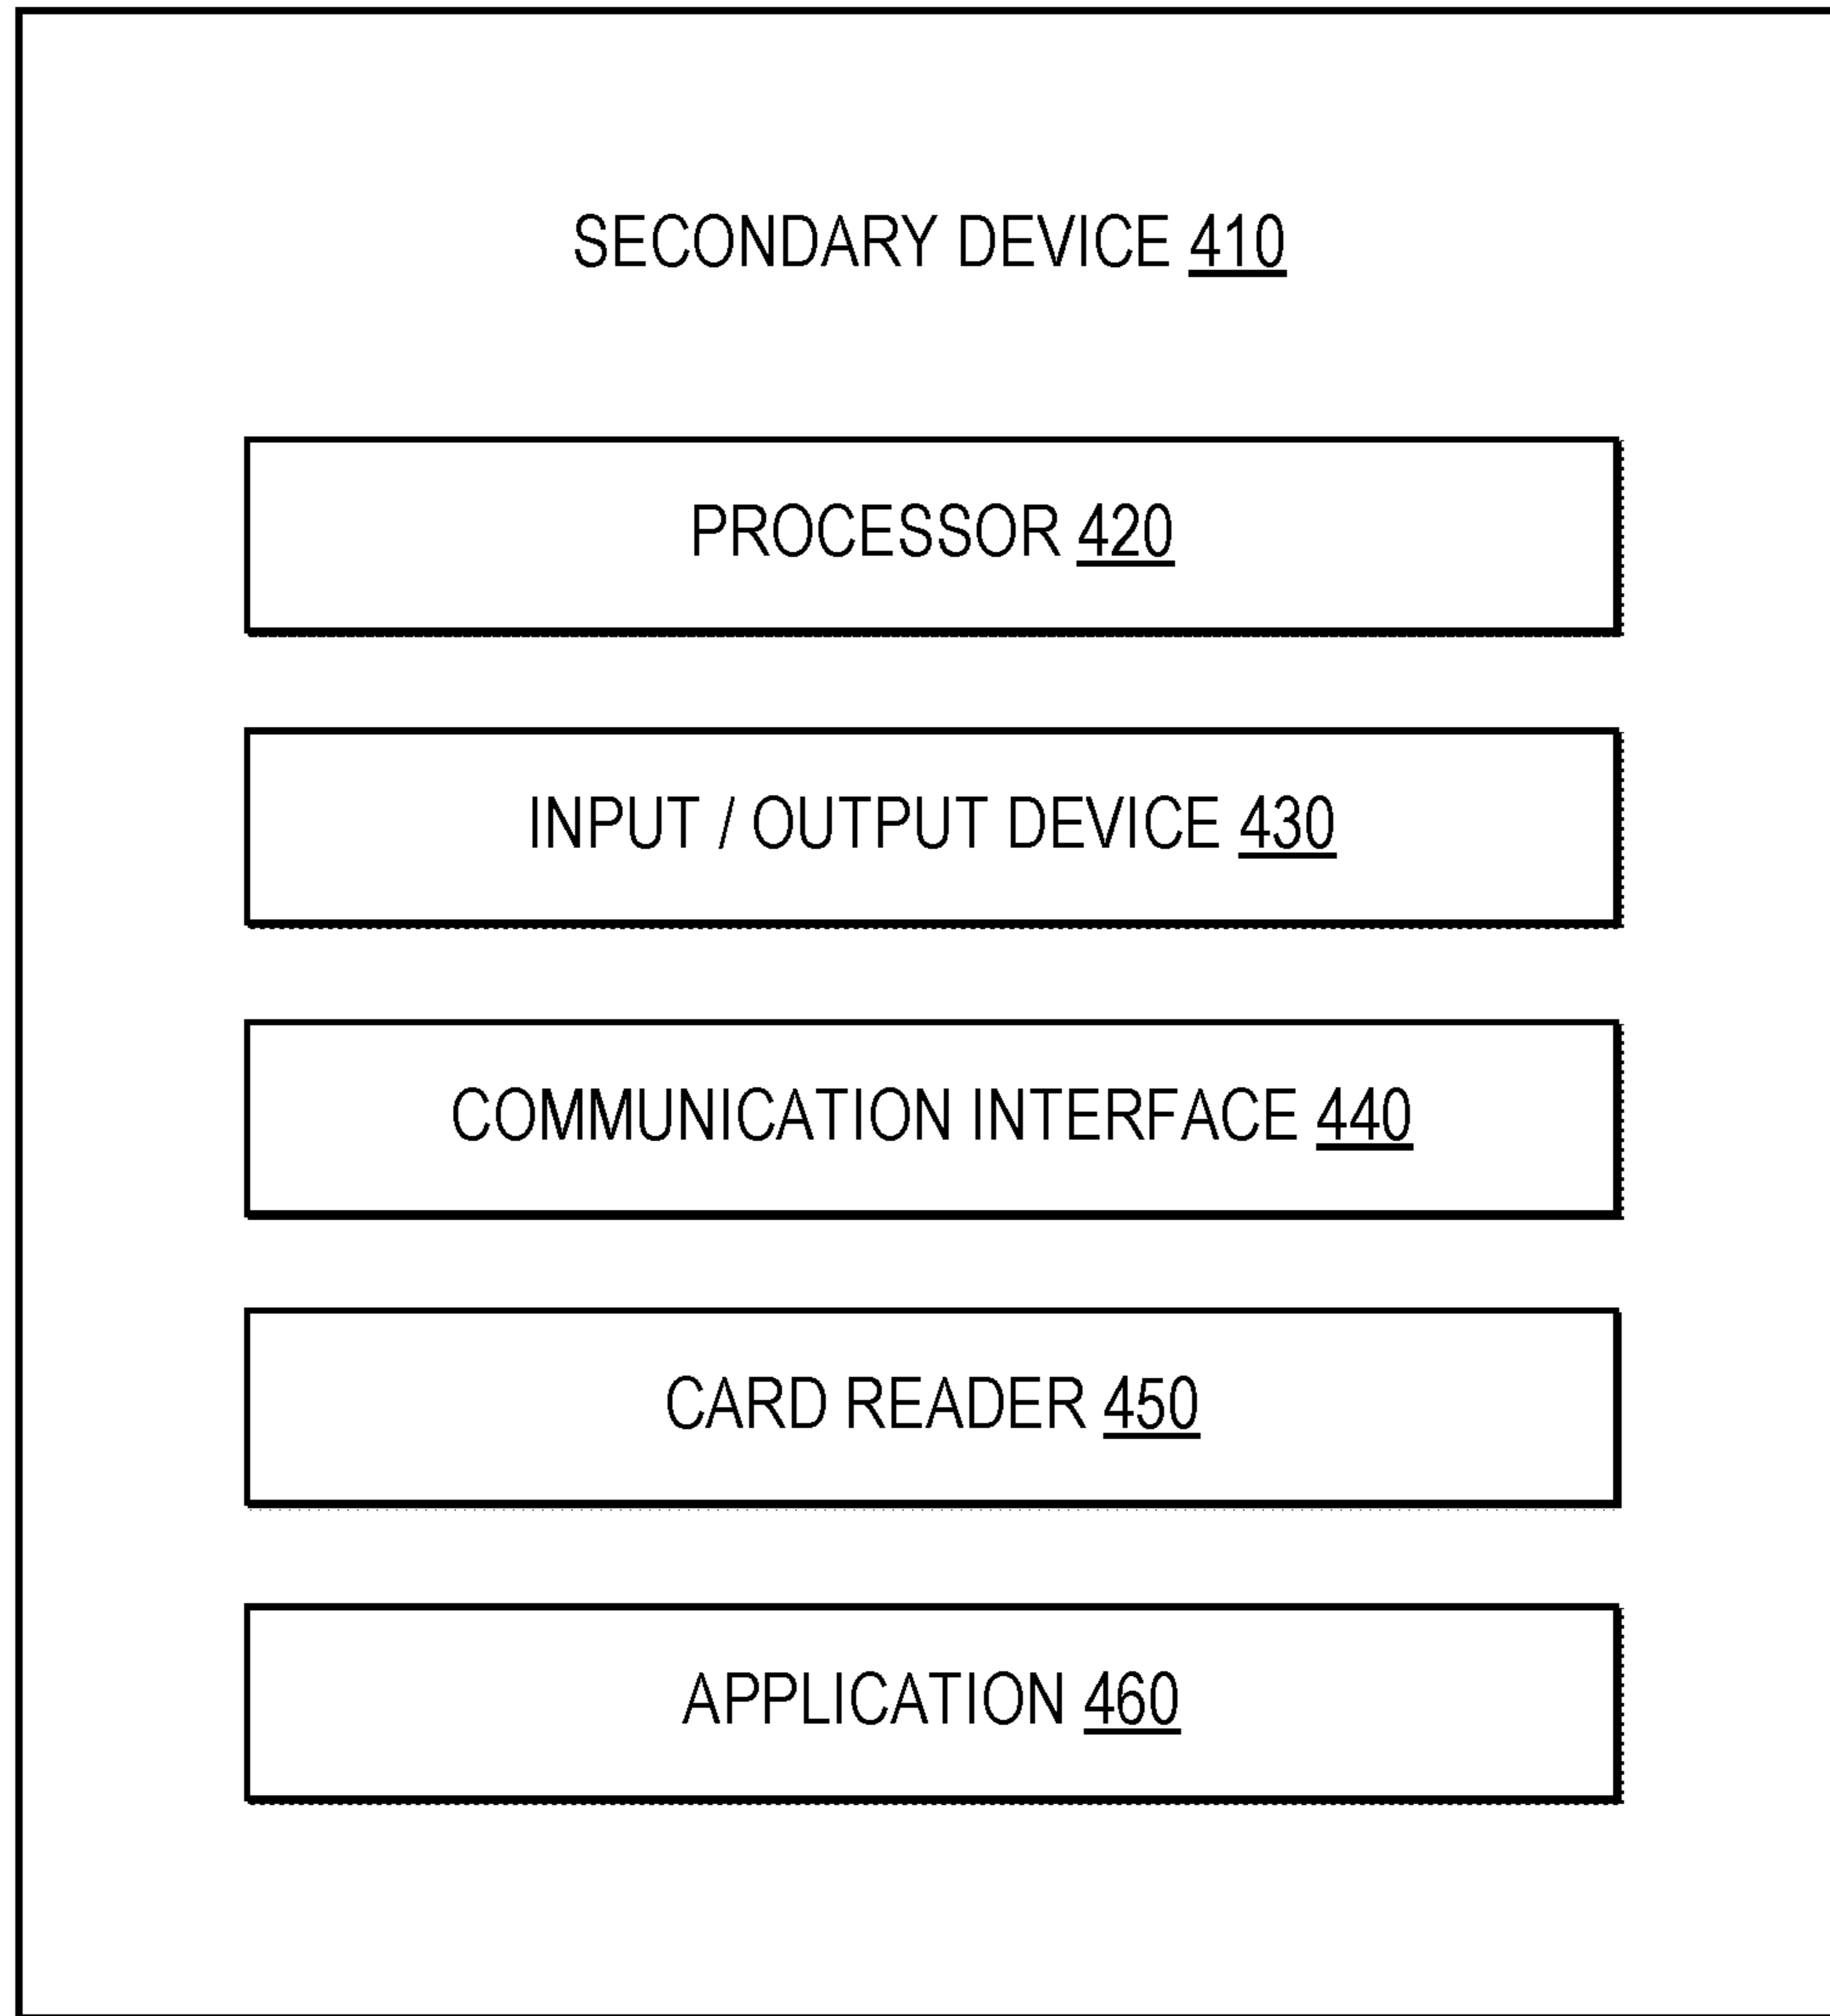 SECONDARY DEVICE 410
PROCESSOR 420
INPUT / OUTPUT DEVICE 430
COMMUNICATION INTERFACE 440
CARD READER 450
APPLICATION 460